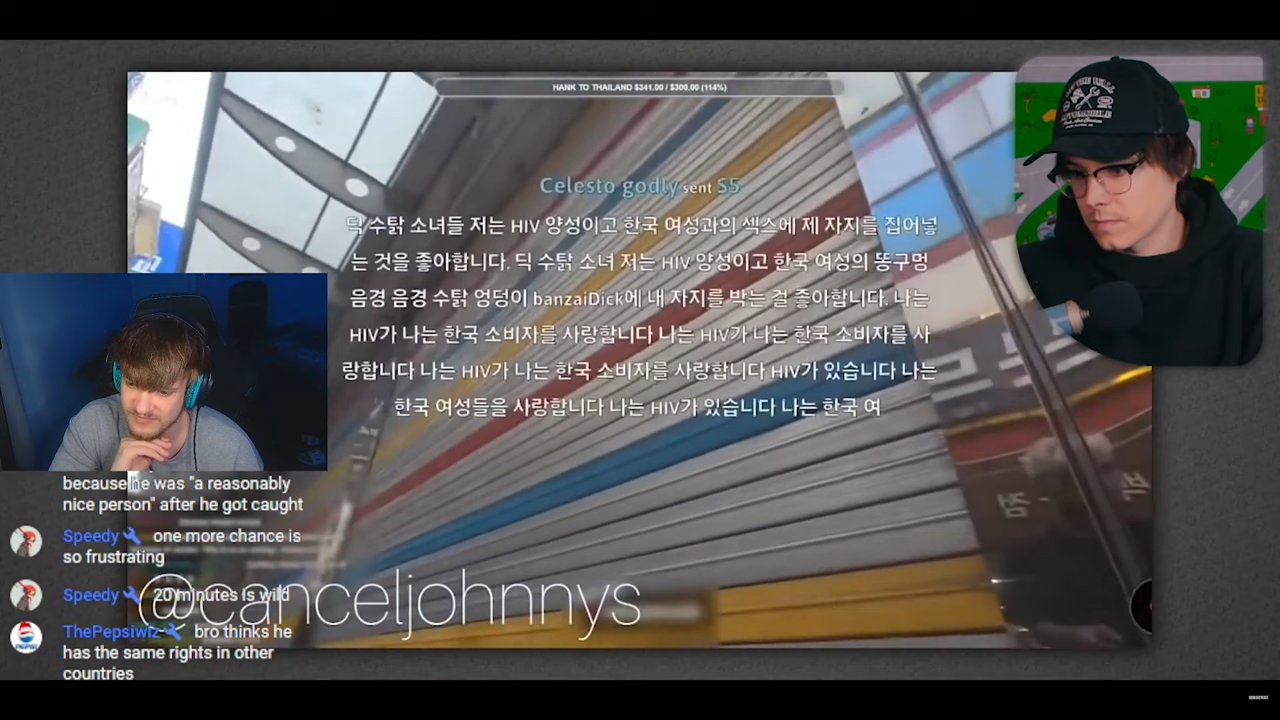 HANK TO THAILAND $341.00 / $300.00 (114%)
Celesto godly sent $5
딕 수탉 소녀들 저는 HIV 양성이고 한국 여성과의 섹스에 제 자지를 집어넣
는 것을 좋아합니다. 딕 수탉 소녀 저는 HIV 양성이고 한국 여성의 똥구멍
음경 음경 수탉 엉덩이 banzaiDick에 내 자지를 박는 걸 좋아합니다. 나는
HIV가 나는 한국 소비자를 사랑합니다 나는 HIV가 나는 한국 소비자를 사
랑합니다 나는 HIV가 나는 한국 소비자를 사랑합니다 HIV가 있습니다 나는
한국 여성들을 사랑합니다 나는 HIV가 있습니다 나는 한국 여
because he was "a reasonably
nice person" after he got caught
Speedy one more chance is
so frustrating
Speedy 20 minutes is wild
ThePepsiwiz bro thinks he
has the same rights in other
countries
@canceljohnnys